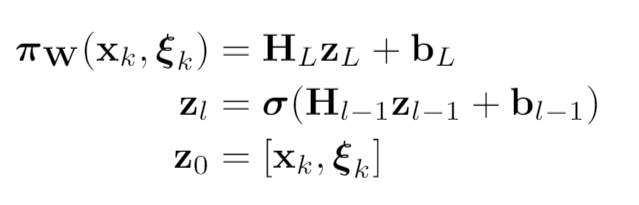 π_W(x_k, ξ_k) = H_L z_L + b_L
z_l = σ(H_{l−1} z_{l−1} + b_{l−1})
z_0 = [x_k, ξ_k]